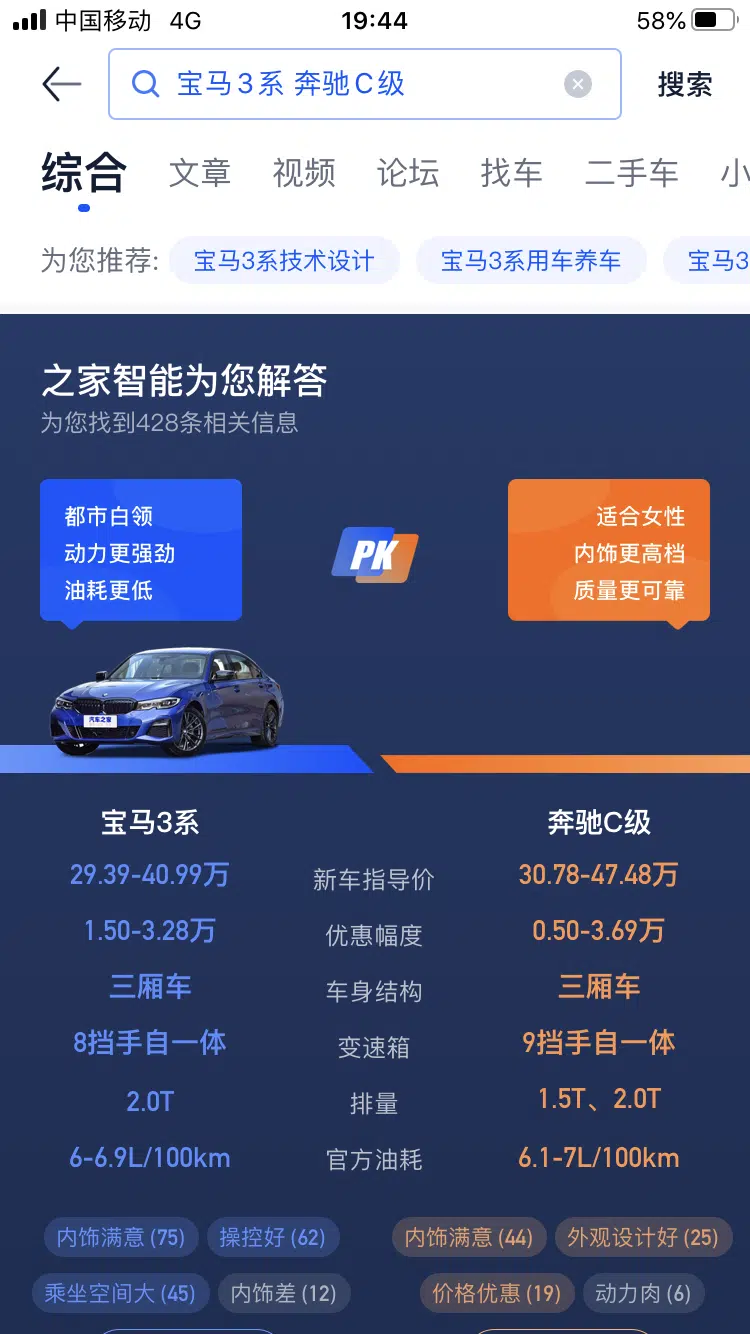 中国移动 4G 19:44 58%
宝马3系 奔驰C级 搜索
综合 文章 视频 论坛 找车 二手车 小
为您推荐: 宝马3系技术设计 宝马3系用车养车 宝马3
之家智能为您解答
为您找到428条相关信息
都市白领
动力更强劲
油耗更低
PK
适合女性
内饰更高档
质量更可靠
汽车之家
宝马3系 奔驰C级
29.39-40.99万 新车指导价 30.78-47.48万
1.50-3.28万 优惠幅度 0.50-3.69万
三厢车 车身结构 三厢车
8挡手自一体 变速箱 9挡手自一体
2.0T 排量 1.5T、2.0T
6-6.9L/100km 官方油耗 6.1-7L/100km
内饰满意 (75) 操控好 (62) 内饰满意 (44) 外观设计好 (25)
乘坐空间大 (45) 内饰差 (12) 价格优惠 (19) 动力肉 (6)